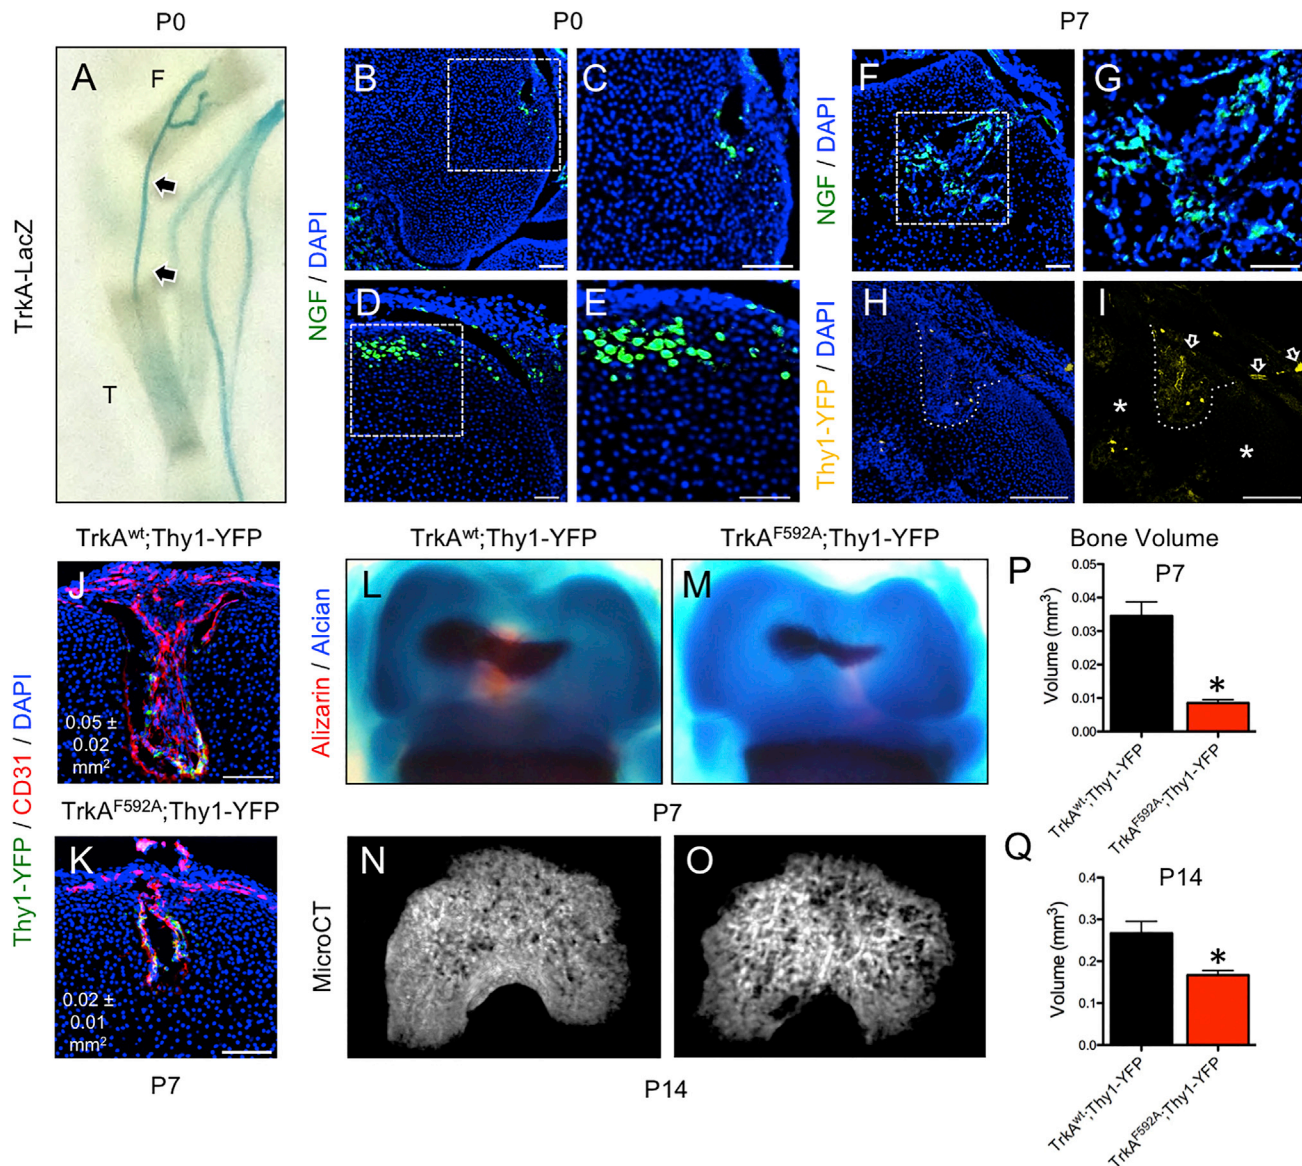 P0
P0
P7
A
F
T
TrkA-LacZ
B
C
D
E
NGF / DAPI
F
G
NGF / DAPI
H
I
*
*
Thy1-YFP / DAPI
TrkAwt;Thy1-YFP
J
0.05 ±
0.02
mm2
TrkAF592A;Thy1-YFP
K
0.02 ±
0.01
mm2
Thy1-YFP / CD31 / DAPI
P7
TrkAwt;Thy1-YFP
TrkAF592A;Thy1-YFP
L
M
Alizarin / Alcian
P7
N
O
MicroCT
P14
Bone Volume
P
P7
Volume (mm3)
0.05
0.04
0.03
0.02
0.01
0.00
*
TrkAwt;Thy1-YFP
TrkAF592A;Thy1-YFP
Q
P14
Volume (mm3)
0.4
0.3
0.2
0.1
0.0
*
TrkAwt;Thy1-YFP
TrkAF592A;Thy1-YFP